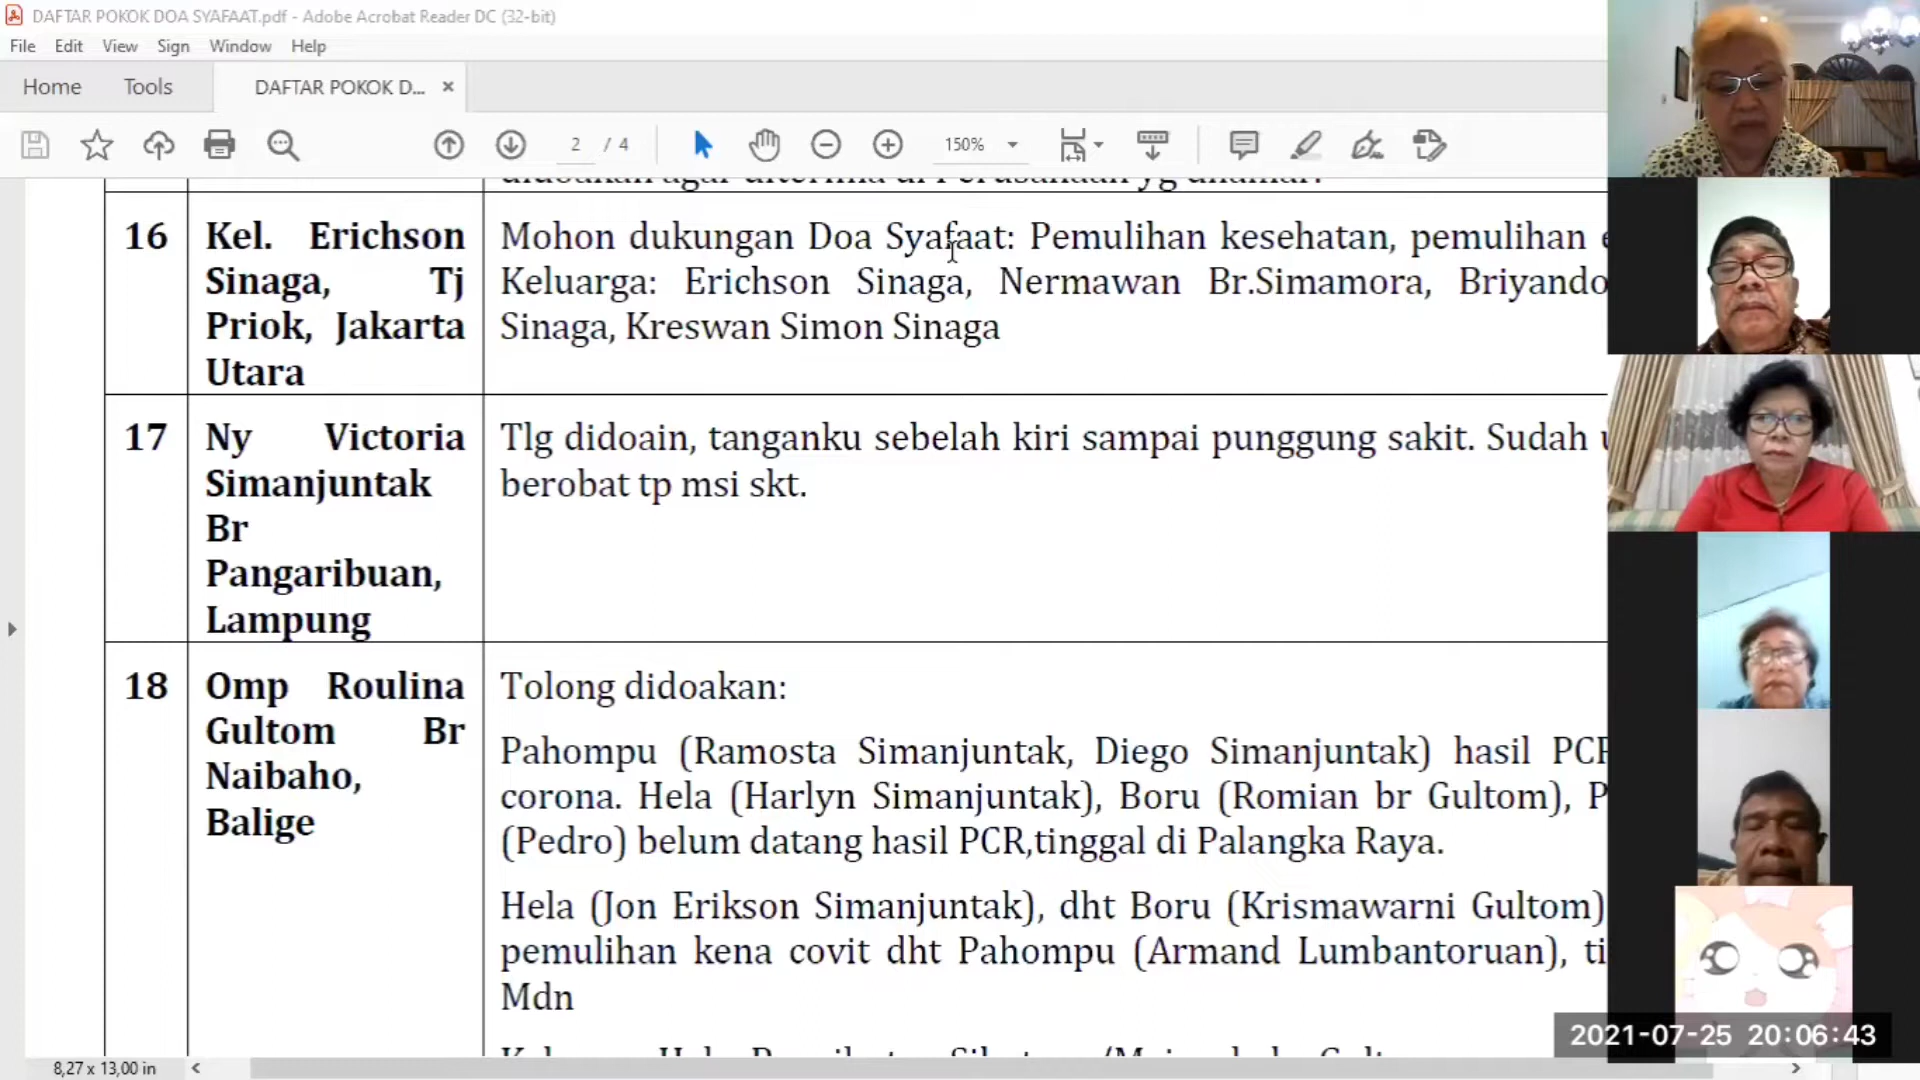 DAFTAR POKOK DOA SYAFAAT.pdf - Adobe Acrobat Reader DC (32-bit)
File Edit View Sign Window Help
Home Tools DAFTAR POKOK D... ×
2 / 4 150%
16 Kel. Erichson Sinaga, Tj Priok, Jakarta Utara
Mohon dukungan Doa Syafaat: Pemulihan kesehatan, pemulihan
Keluarga: Erichson Sinaga, Nermawan Br.Simamora, Briyando
Sinaga, Kreswan Simon Sinaga
17 Ny Victoria Simanjuntak Br Pangaribuan, Lampung
Tlg didoain, tanganku sebelah kiri sampai punggung sakit. Sudah
berobat tp msi skt.
18 Omp Roulina Gultom Br Naibaho, Balige
Tolong didoakan:
Pahompu (Ramosta Simanjuntak, Diego Simanjuntak) hasil PCR
corona. Hela (Harlyn Simanjuntak), Boru (Romian br Gultom),
(Pedro) belum datang hasil PCR,tinggal di Palangka Raya.
Hela (Jon Erikson Simanjuntak), dht Boru (Krismawarni Gultom)
pemulihan kena covit dht Pahompu (Armand Lumbantoruan),
Mdn
2021-07-25 20:06:43
8,27 x 13,00 in